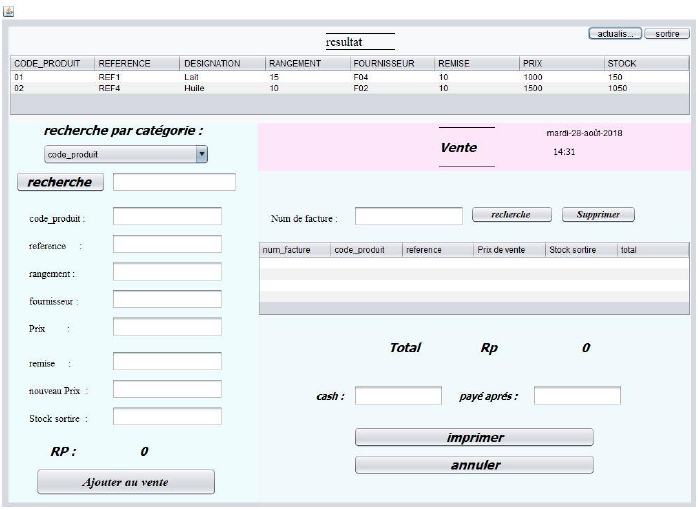 resultat actualis... sortire
CODE_PRODUIT REFERENCE DESIGNATION RANGEMENT FOURNISSEUR REMISE PRIX STOCK
01 REF1 Lait 15 F04 10 1000 150
02 REF4 Huile 10 F02 10 1500 1050
recherche par catégorie :
code_produit
recherche
code_produit :
reference :
rangement :
fournisseur :
Prix :
remise :
nouveau Prix :
Stock sortire :
RP : 0
Ajouter au vente
Vente
mardi-28-août-2018
14:31
Num de facture : recherche Supprimer
num_facture code_produit reference Prix de vente Stock sortire total
Total Rp 0
cash : payé aprés :
imprimer
annuler